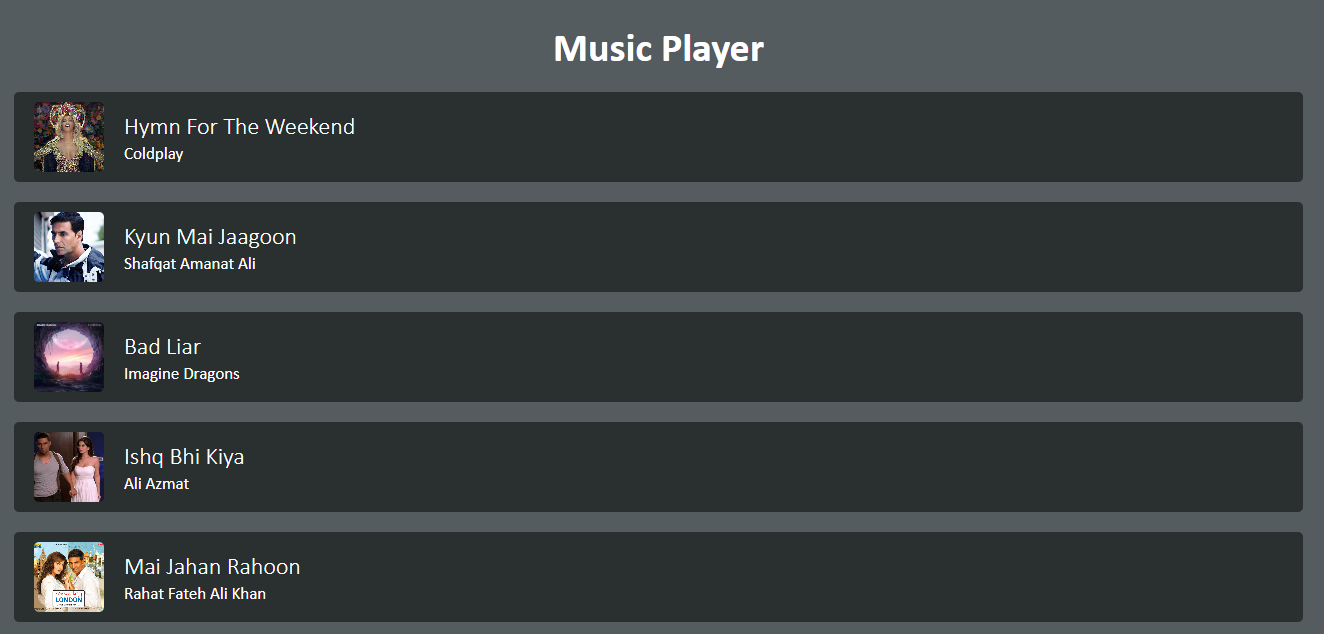 Music Player
Hymn For The Weekend
Coldplay
Kyun Mai Jaagoon
Shafqat Amanat Ali
Bad Liar
Imagine Dragons
Ishq Bhi Kiya
Ali Azmat
Mai Jahan Rahoon
Rahat Fateh Ali Khan
LONDON